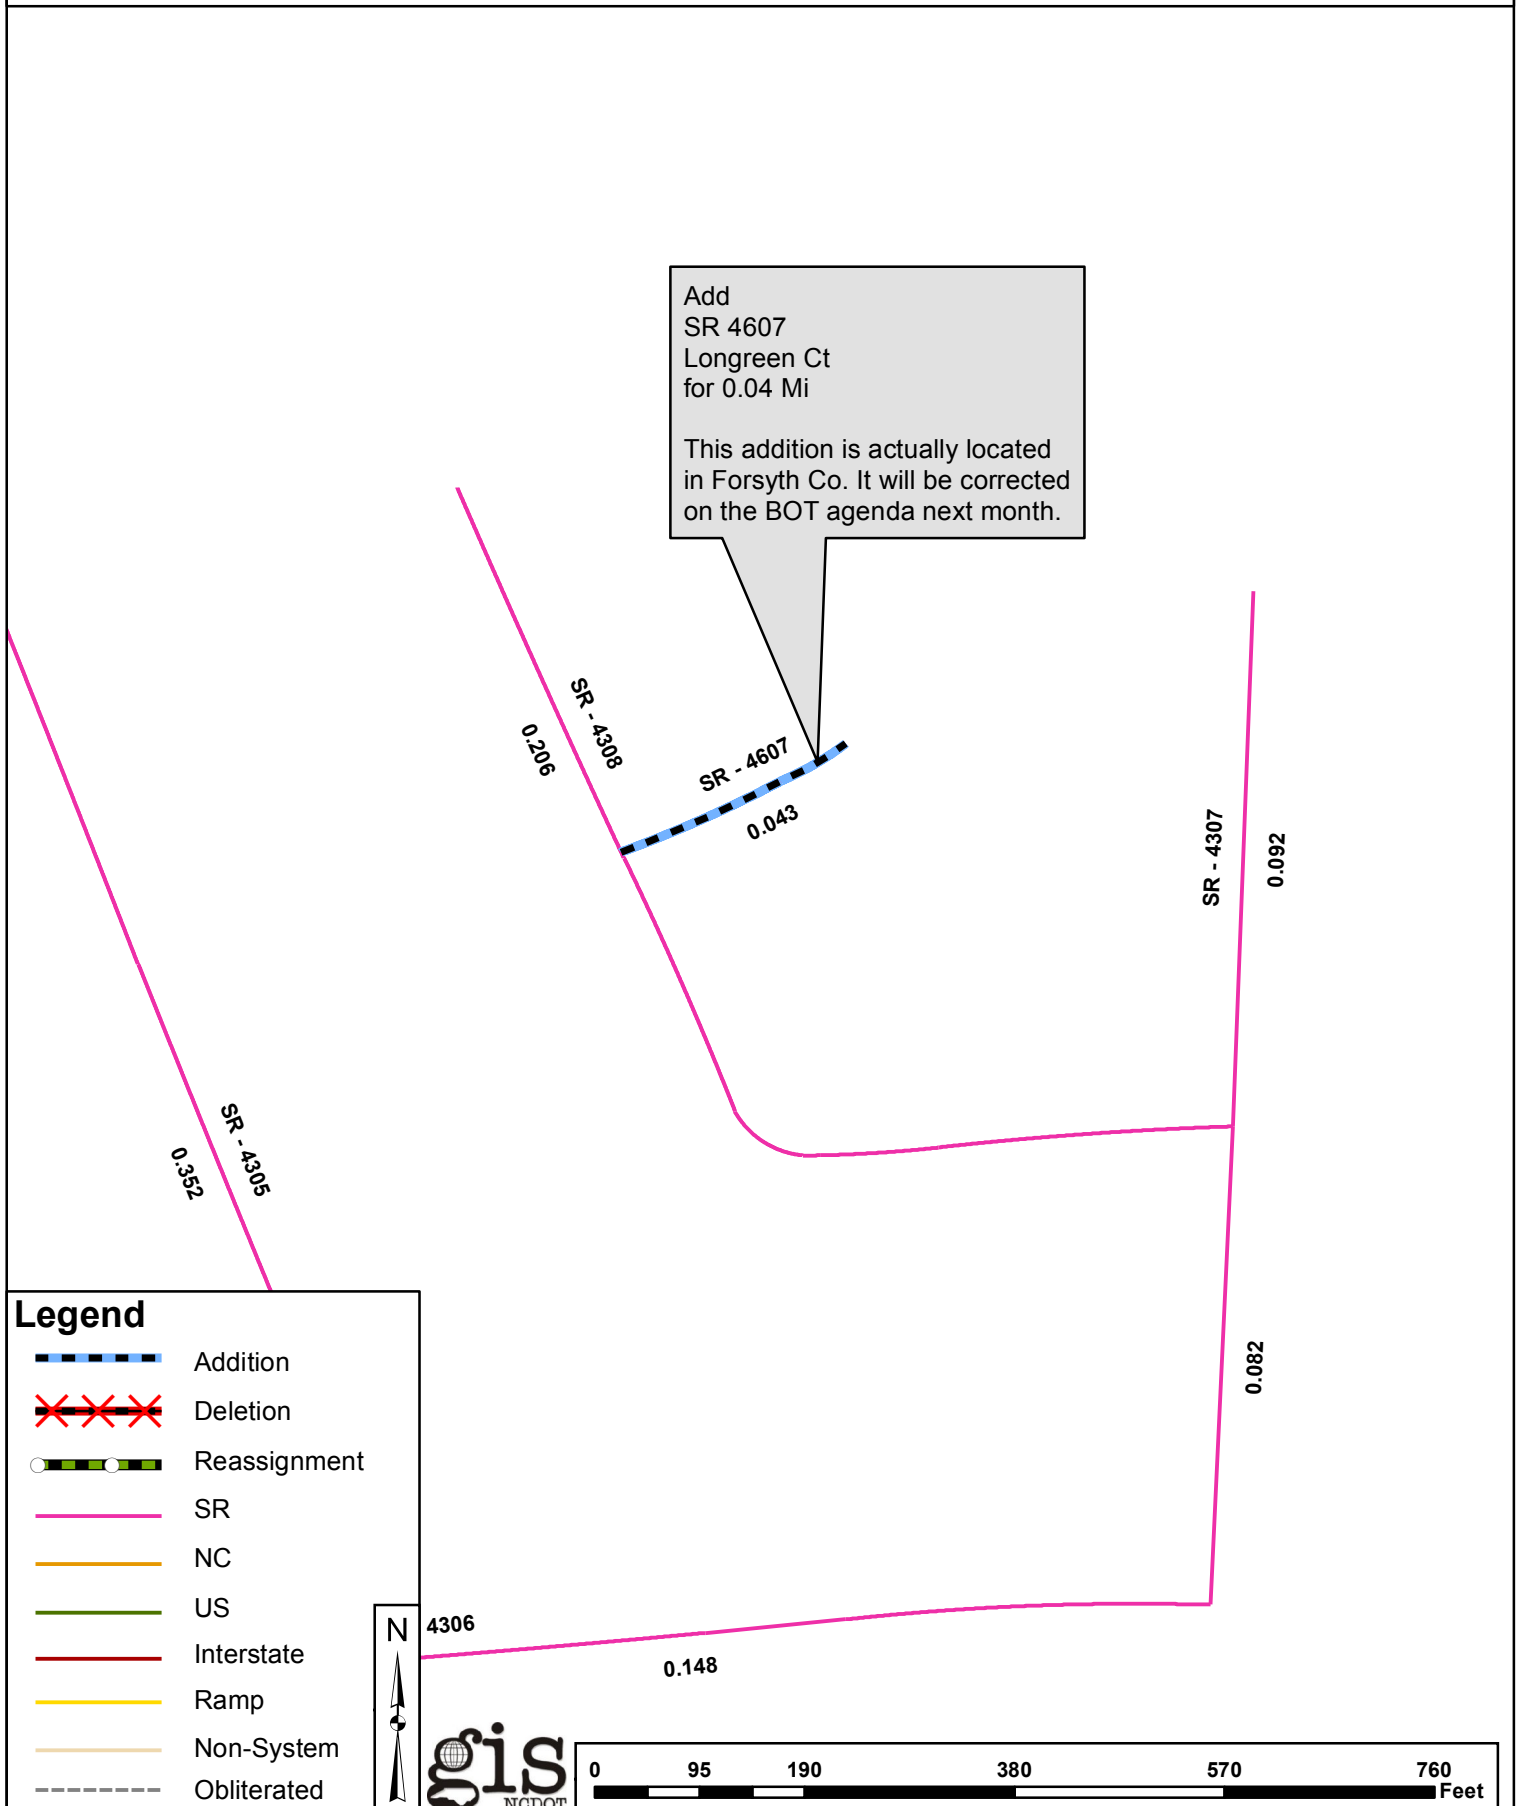 Add
SR 4607
Longreen Ct
for 0.04 Mi
This addition is actually located
in Forsyth Co. It will be corrected
on the BOT agenda next month.
SR - 4308
0.206
SR - 4607
0.043
SR - 4307
0.092
SR - 4305
0.352
0.082
4306
0.148
Legend
Addition
Deletion
Reassignment
SR
NC
US
Interstate
Ramp
Non-System
Obliterated
N
gis
NCDOT
0 95 190 380 570 760
Feet